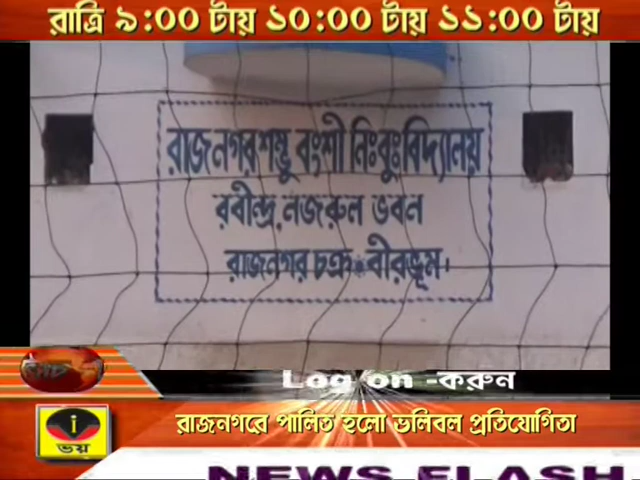 রাত্রি ৯:০০ টায় ১০:০০ টায় ১১:০০ টায়
রাজনগর শম্ভু বংশী নিঃবুঃবিদ্যালয়
রবীন্দ্র নজরুল ভবন
রাজনগর চক্র * বীরভূম।
Log on -করুন
i
ভয়
রাজনগরে পালিত হলো ভলিবল প্রতিযোগিতা
NEWS FLASH